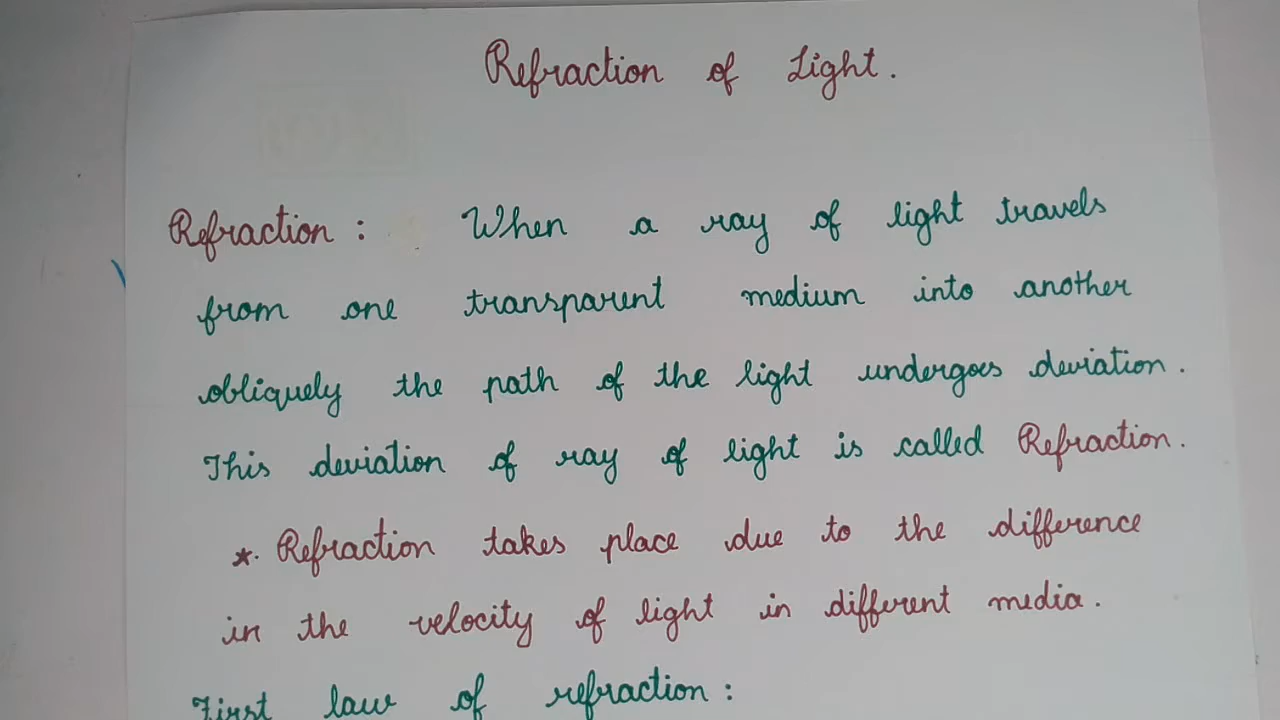 Refraction of Light.
Refraction : When a ray of light travels
from one transparent medium into another
obliquely the path of the light undergoes deviation.
This deviation of ray of light is called Refraction.
*. Refraction takes place due to the difference
in the velocity of light in different media.
First law of refraction :